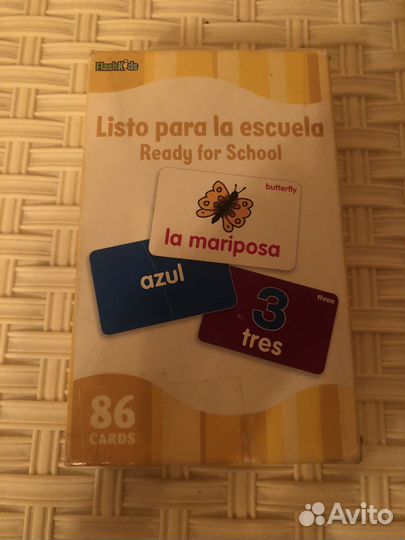 FlashKids
Listo para la escuela
Ready for School
butterfly
la mariposa
azul
three
3
tres
86
CARDS
Avito